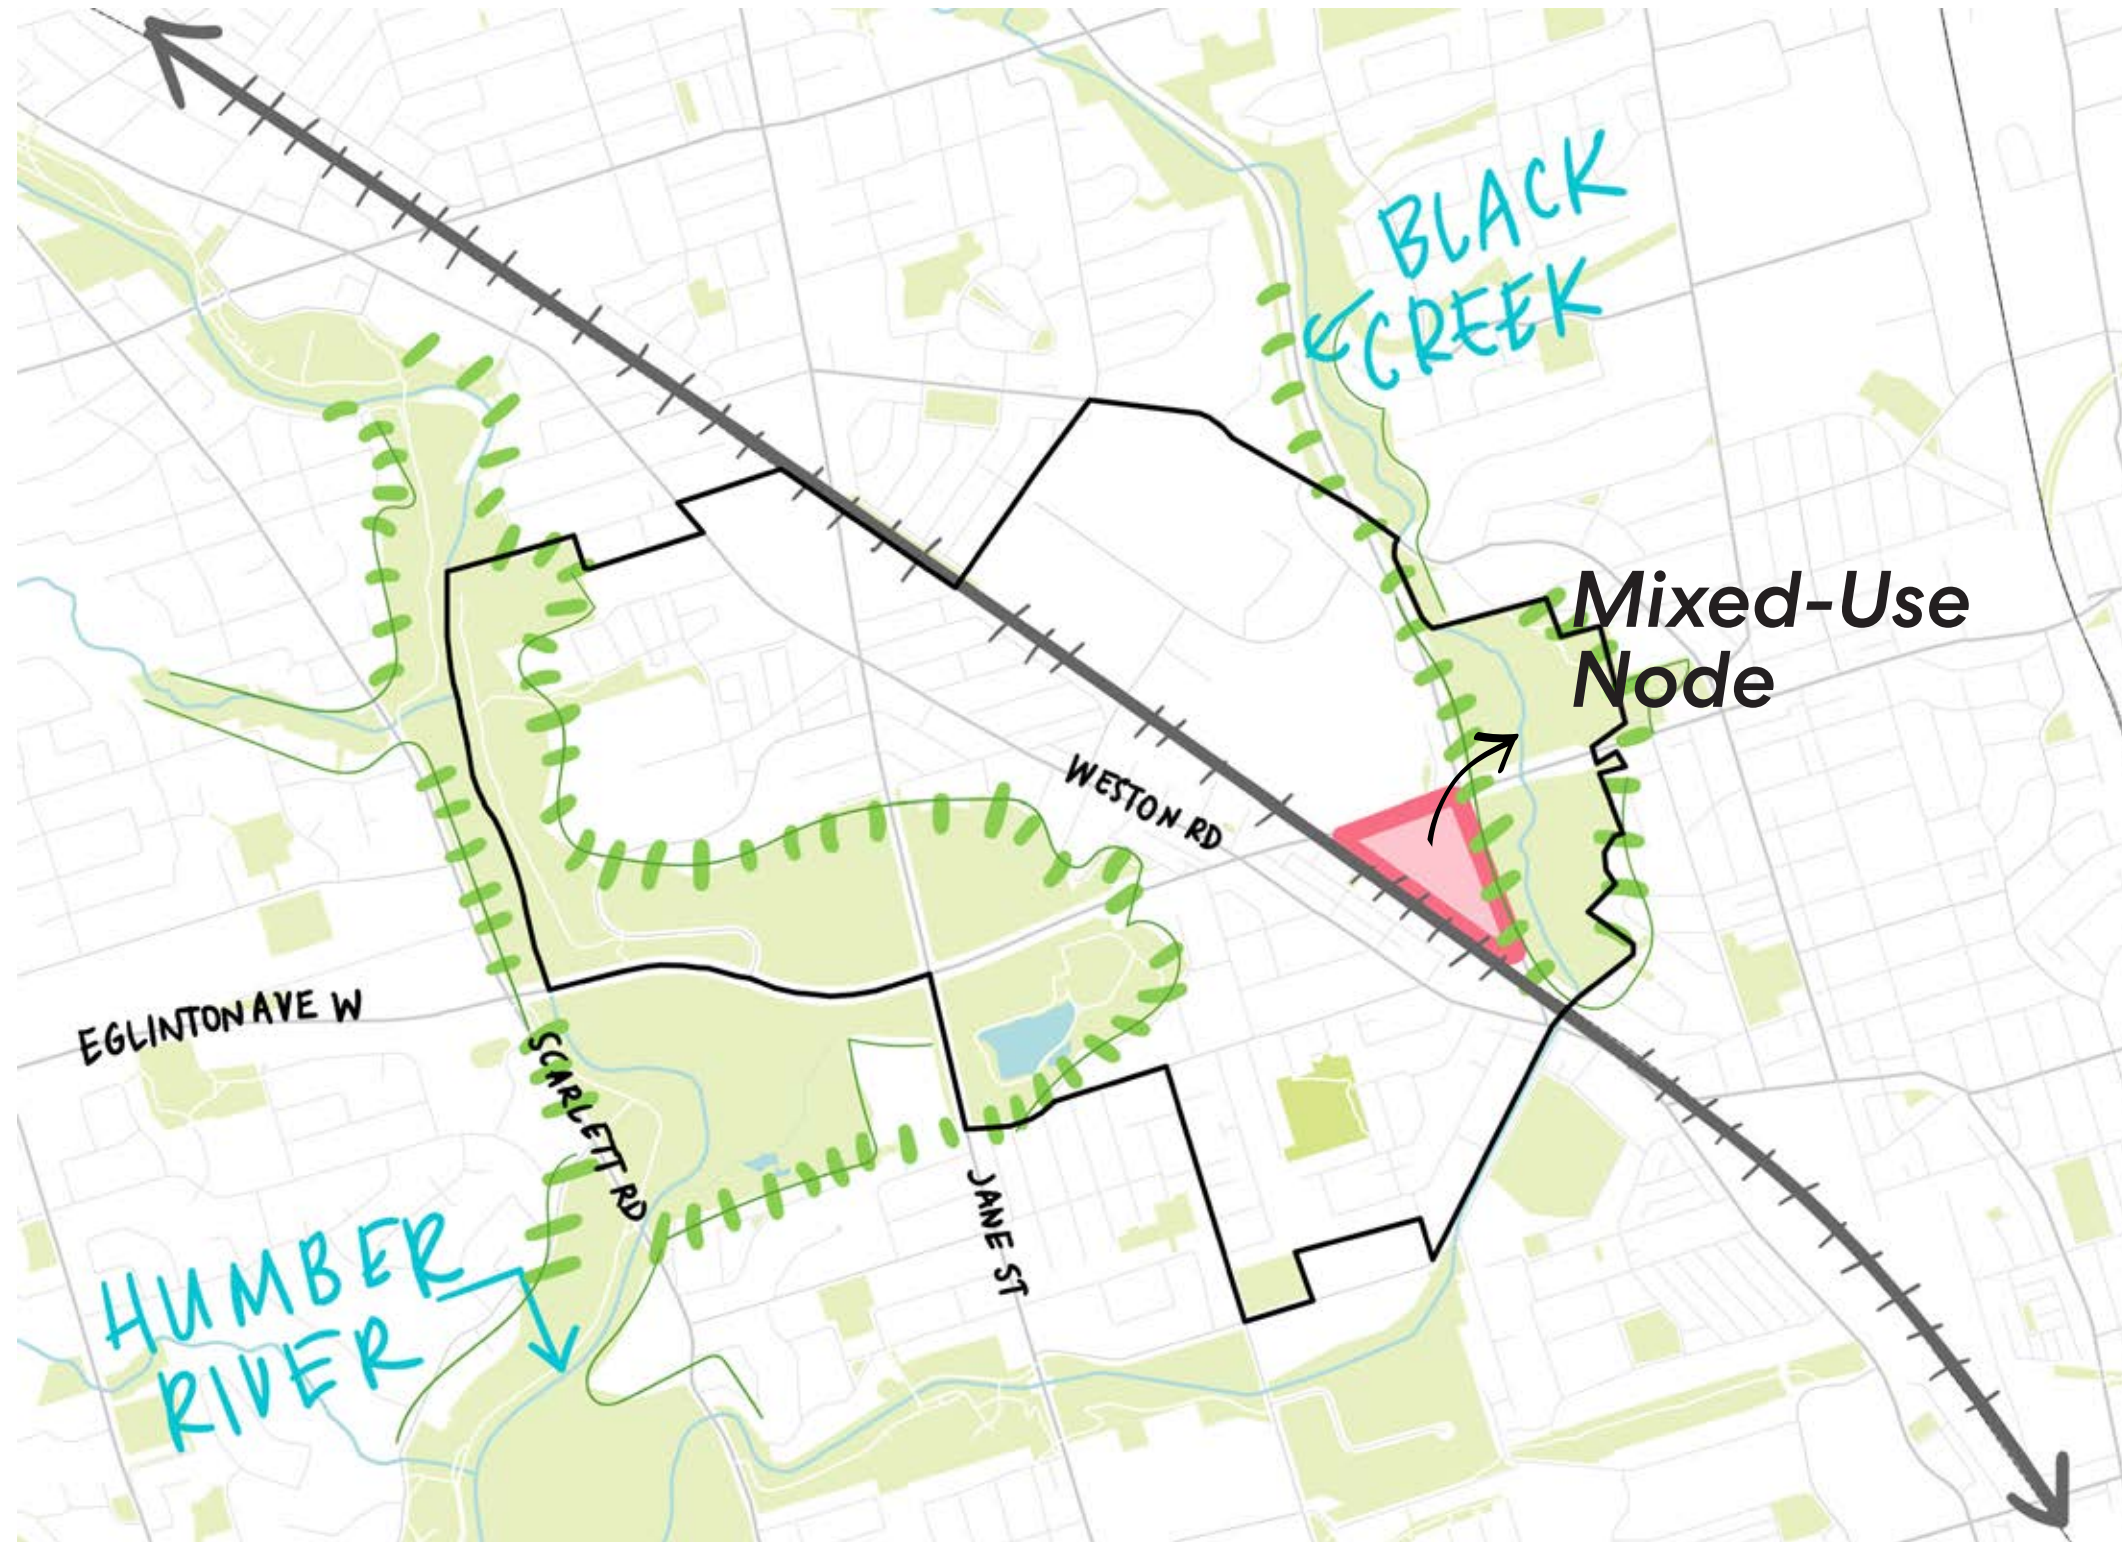 BLACK
CREEK
Mixed-Use
Node
WESTON RD
EGLINTON AVE W
SCARLETT RD
JANE ST
HUMBER
RIVER